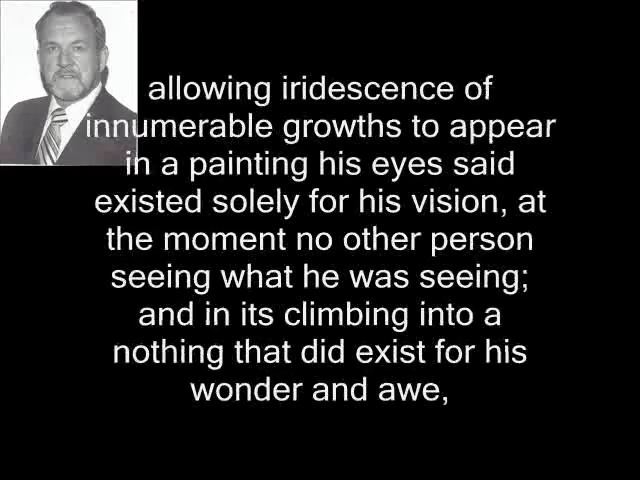 allowing iridescence of
innumerable growths to appear
in a painting his eyes said
existed solely for his vision, at
the moment no other person
seeing what he was seeing;
and in its climbing into a
nothing that did exist for his
wonder and awe,